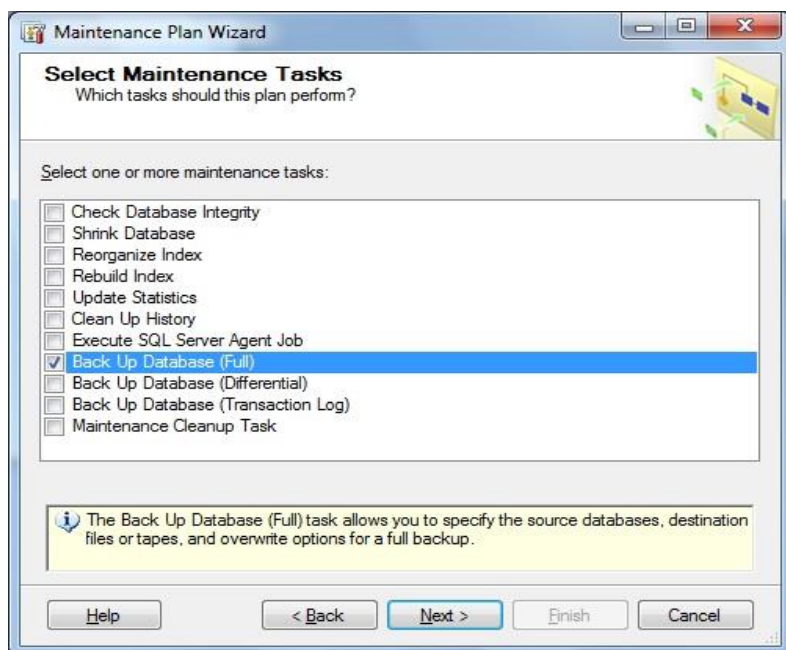 Maintenance Plan Wizard
Select Maintenance Tasks
Which tasks should this plan perform?
Select one or more maintenance tasks:
Check Database Integrity
Shrink Database
Reorganize Index
Rebuild Index
Update Statistics
Clean Up History
Execute SQL Server Agent Job
Back Up Database (Full)
Back Up Database (Differential)
Back Up Database (Transaction Log)
Maintenance Cleanup Task
The Back Up Database (Full) task allows you to specify the source databases, destination
files or tapes, and overwrite options for a full backup.
Help < Back Next > Finish Cancel